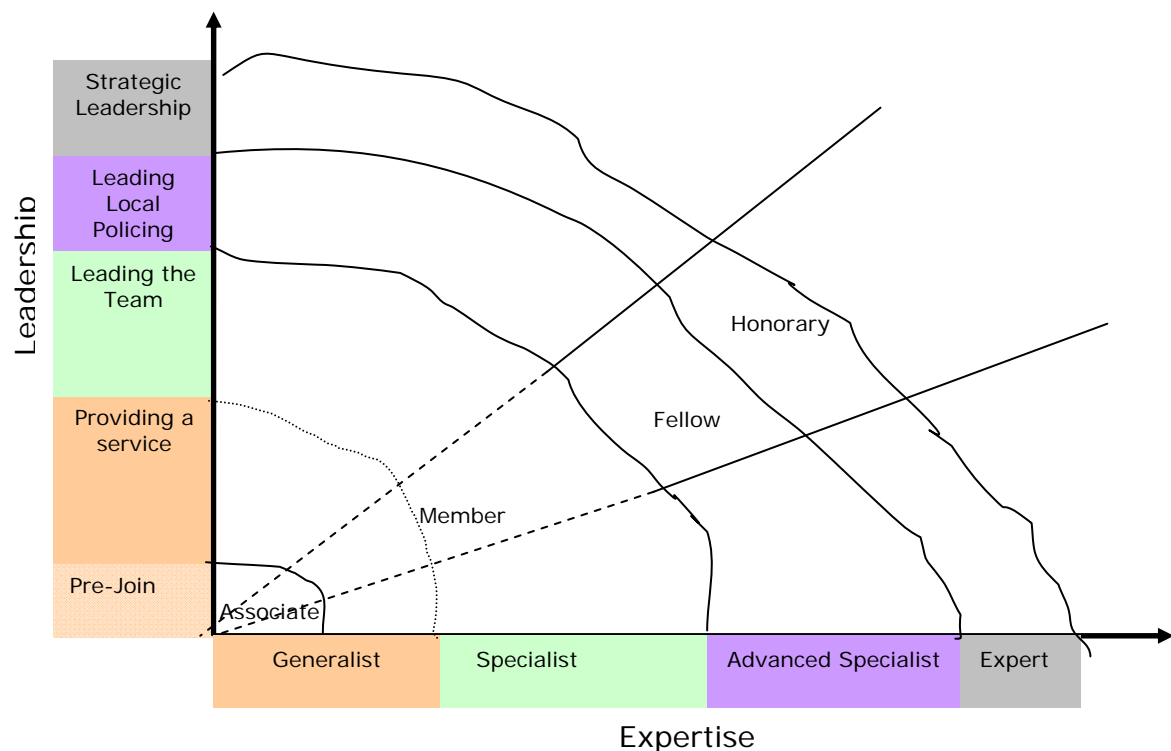 Strategic
Leadership
Leading
Local
Policing
Leading the
Team
Providing a
service
Pre-Join
Leadership
Honorary
Fellow
Member
Associate
Generalist
Specialist
Advanced Specialist
Expert
Expertise